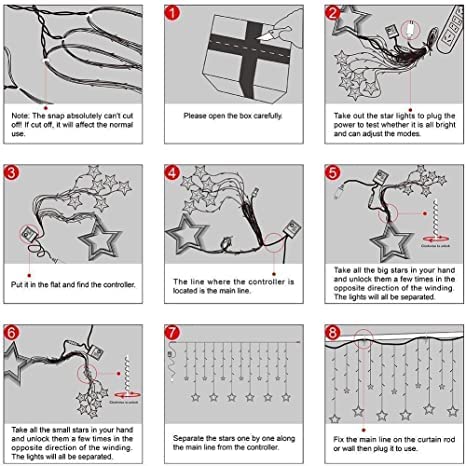 Note: The snap absolutely can't cut
off! If cut off, it will affect the normal
use.
1
Please open the box carefully.
2
Take out the star lights to plug the
power to test whether it is all bright
and can adjust the modes.
3
Put it in the flat and find the controller.
4
The line where the controller is
located is the main line.
5
Clockwise to unlock
Take all the big stars in your hand
and unlock them a few times in the
opposite direction of the winding.
The lights will all be separated.
6
Clockwise to unlock
Take all the small stars in your hand
and unlock them a few times in the
opposite direction of the winding.
The lights will all be separated.
7
Separate the stars one by one along
the main line from the controller.
8
Fix the main line on the curtain rod
or wall then plug it to use.